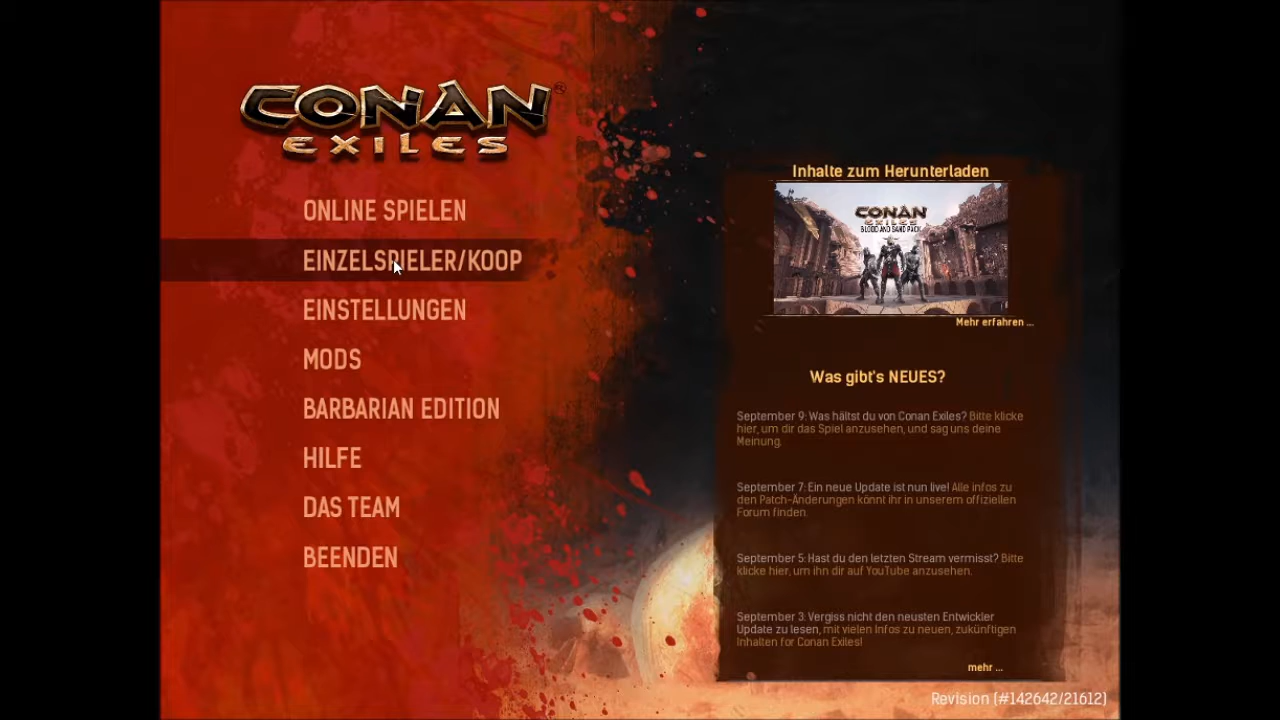 CONAN®
EXILES
ONLINE SPIELEN
EINZELSPIELER/KOOP
EINSTELLUNGEN
MODS
BARBARIAN EDITION
HILFE
DAS TEAM
BEENDEN
Inhalte zum Herunterladen
CONAN
EXILES
BLOOD AND SAND PACK
Mehr erfahren ...
Was gibt's NEUES?
September 9: Was hältst du von Conan Exiles? Bitte klicke
hier, um dir das Spiel anzusehen, und sag uns deine
Meinung.
September 7: Ein neue Update ist nun live! Alle infos zu
den Patch-Änderungen könnt ihr in unserem offiziellen
Forum finden.
September 5: Hast du den letzten Stream vermisst? Bitte
klicke hier, um ihn dir auf YouTube anzusehen.
September 3: Vergiss nicht den neusten Entwickler
Update zu lesen, mit vielen Infos zu neuen, zukünftigen
Inhalten for Conan Exiles!
mehr ...
Revision (#142642/21612)